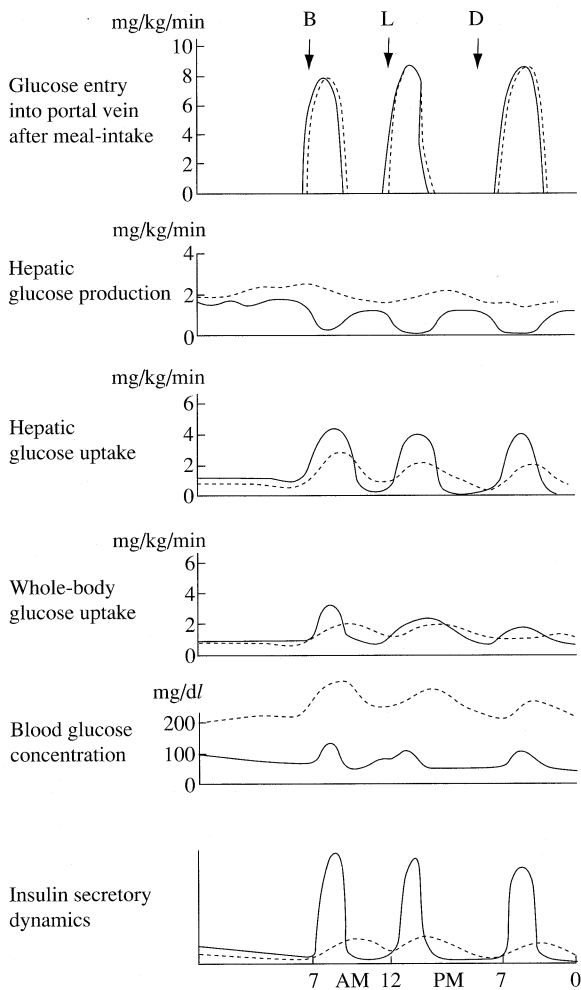 mg/kg/min B L D
10
8
6
4
2
0
Glucose entry
into portal vein
after meal-intake
mg/kg/min
4
2
0
Hepatic
glucose production
mg/kg/min
6
4
2
0
Hepatic
glucose uptake
mg/kg/min
6
4
2
0
Whole-body
glucose uptake
mg/dl
200
100
0
Blood glucose
concentration
Insulin secretory
dynamics
7 AM 12 PM 7 0